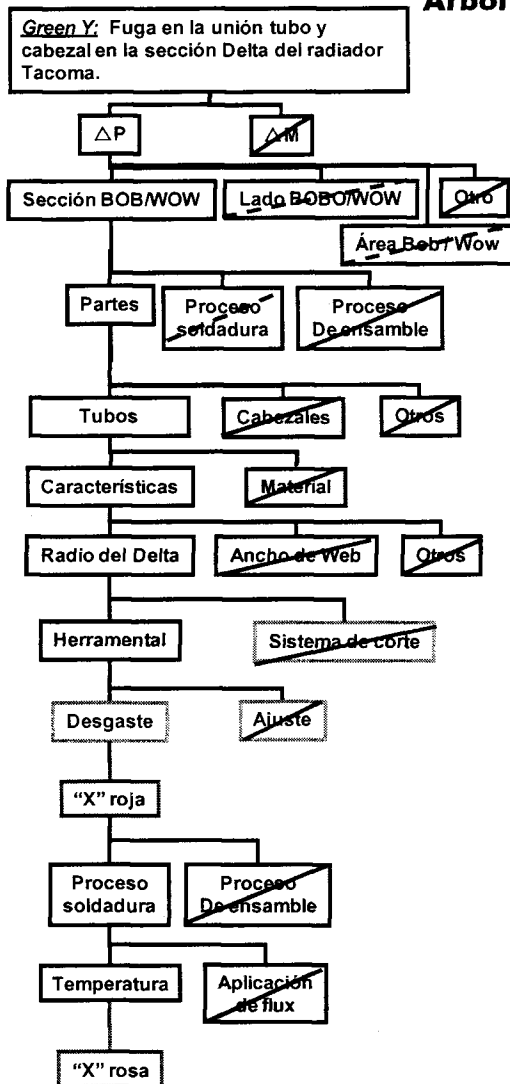 Árbol
Green Y: Fuga en la unión tubo y
cabezal en la sección Delta del radiador
Tacoma.
△P
△M
Sección BOB/WOW
Lado BOBO/WOW
Otro
Área Bob / Wow
Partes
Proceso
soldadura
Proceso
De ensamble
Tubos
Cabezales
Otros
Características
Material
Radio del Delta
Ancho de Web
Otros
Herramental
Sistema de corte
Desgaste
Ajuste
"X" roja
Proceso
soldadura
Proceso
De ensamble
Temperatura
Aplicación
de flux
"X" rosa